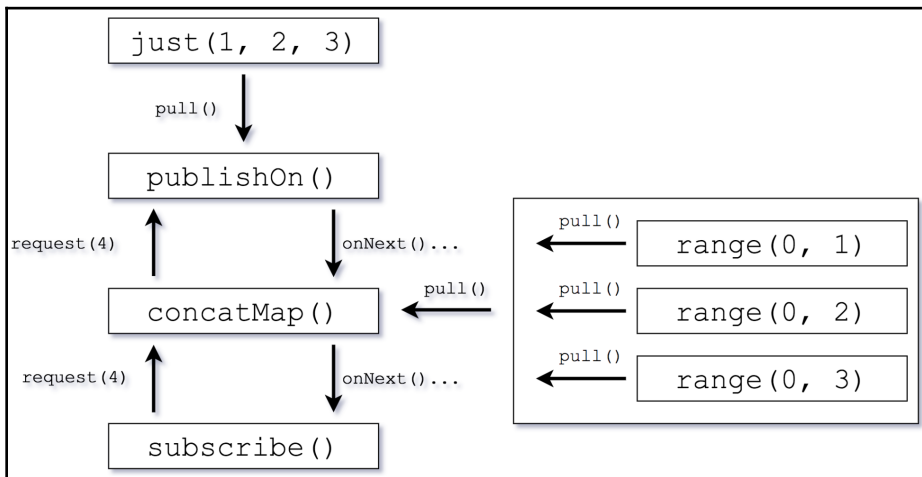 just(1, 2, 3)
pull()
publishOn()
request(4)
onNext()...
pull()
range(0, 1)
pull()
concatMap()
pull()
range(0, 2)
request(4)
onNext()...
pull()
range(0, 3)
subscribe()